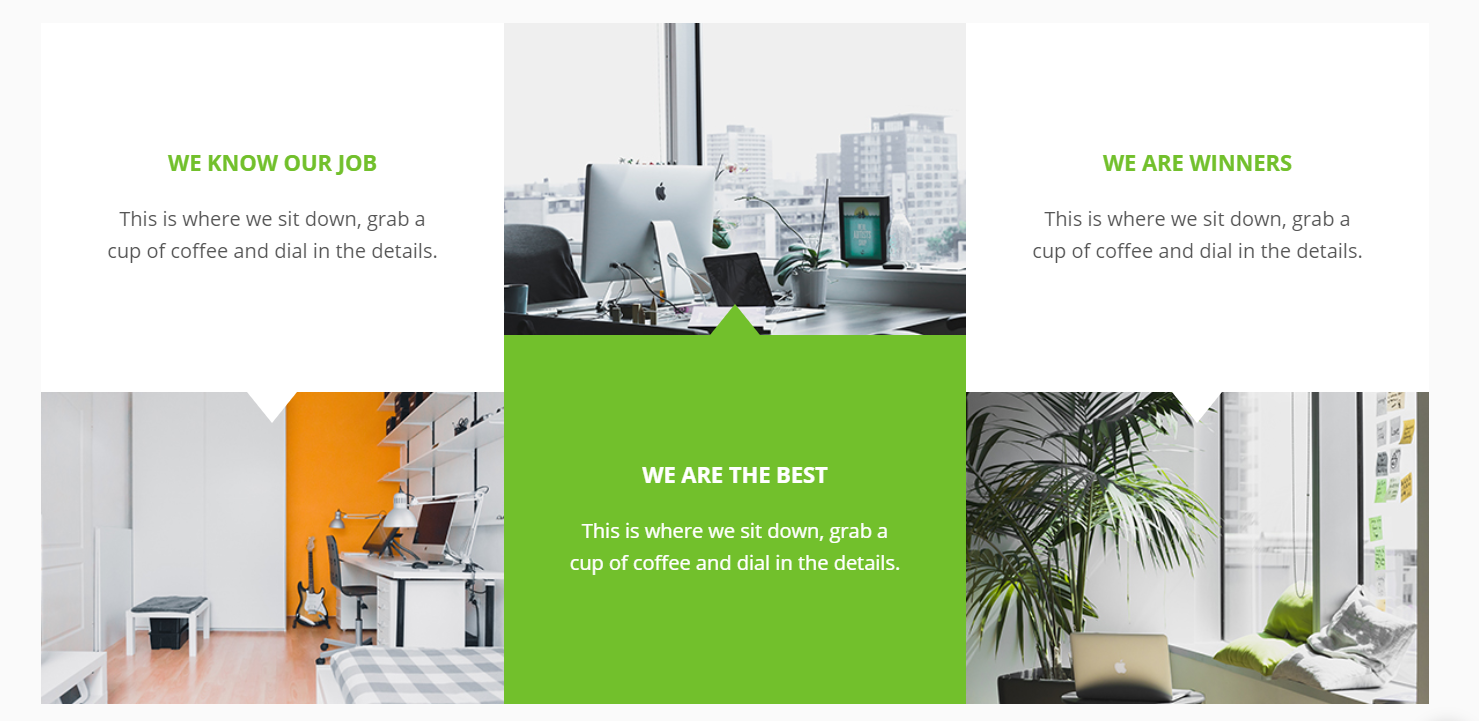 WE KNOW OUR JOB
This is where we sit down, grab a
cup of coffee and dial in the details.
WE ARE WINNERS
This is where we sit down, grab a
cup of coffee and dial in the details.
WE ARE THE BEST
This is where we sit down, grab a
cup of coffee and dial in the details.